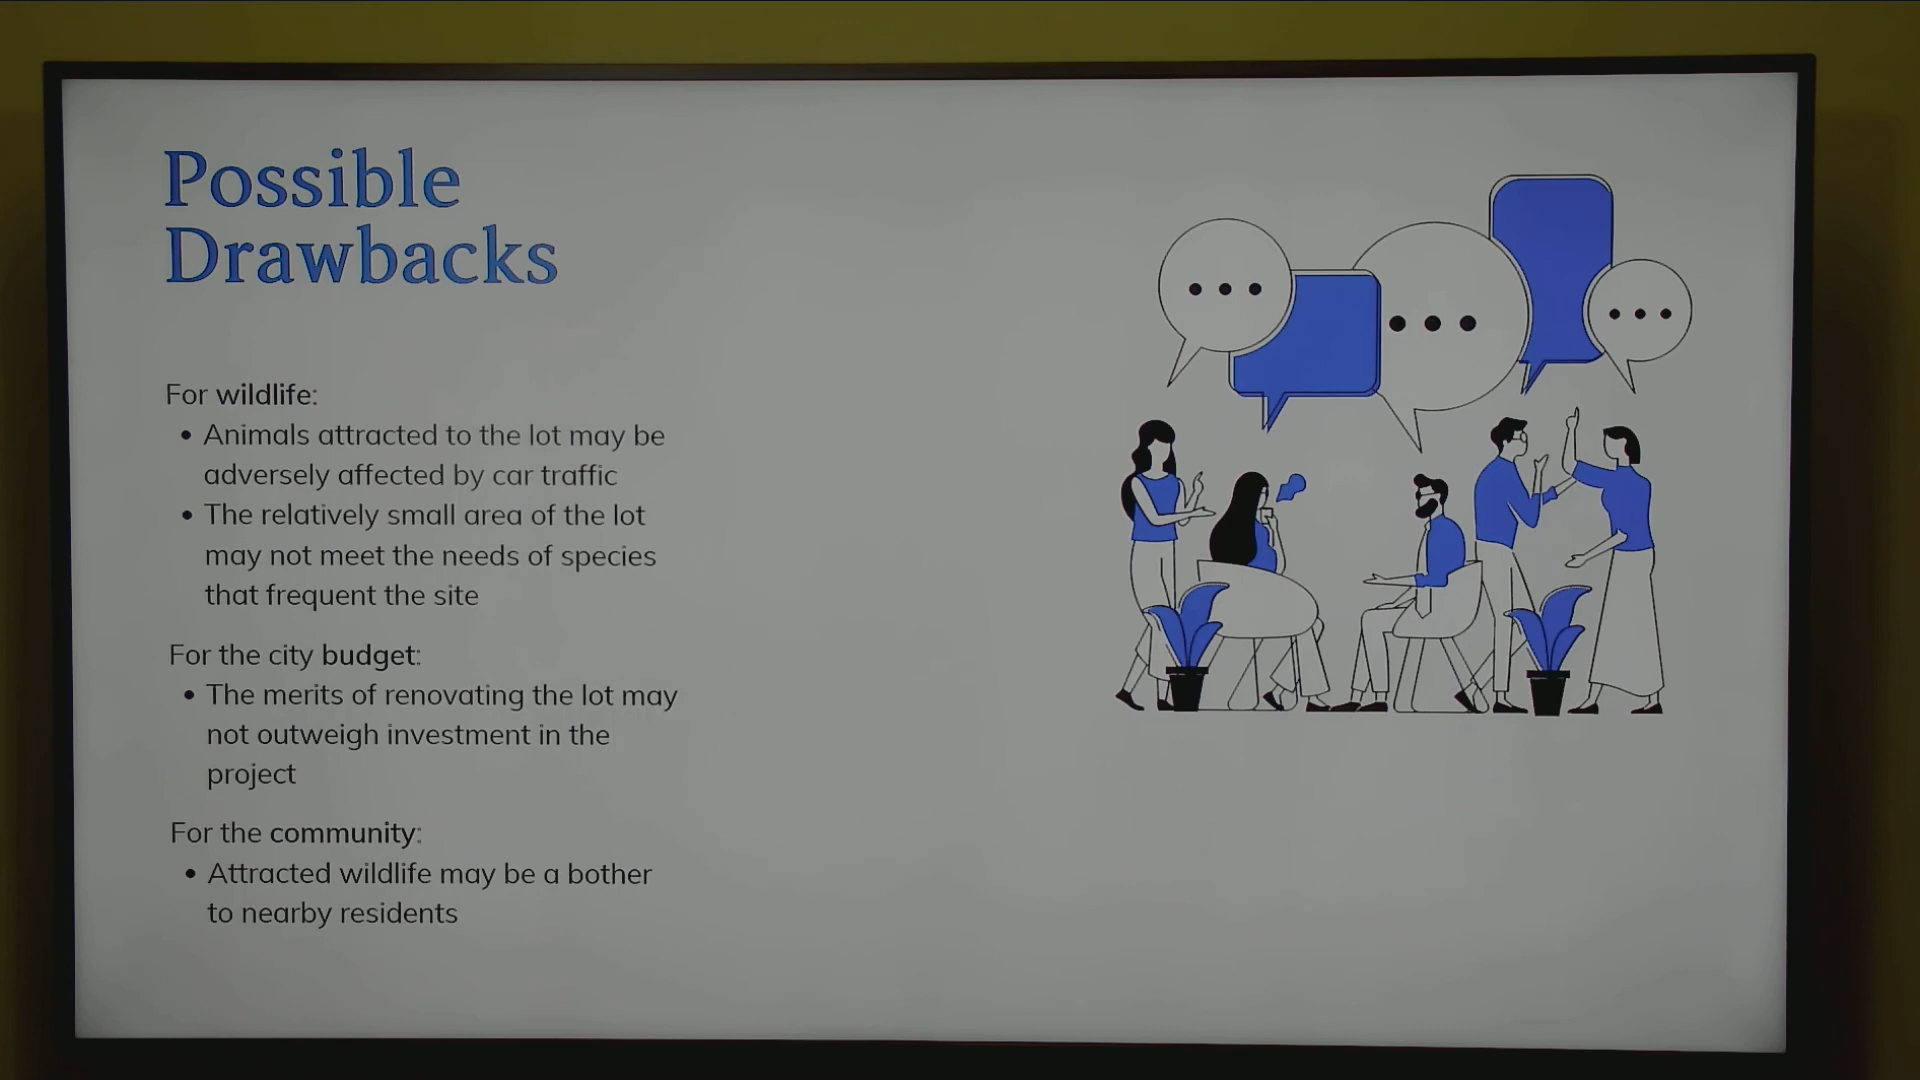 Possible
Drawbacks
For wildlife:
• Animals attracted to the lot may be
adversely affected by car traffic
• The relatively small area of the lot
may not meet the needs of species
that frequent the site
For the city budget:
• The merits of renovating the lot may
not outweigh investment in the
project
For the community:
• Attracted wildlife may be a bother
to nearby residents